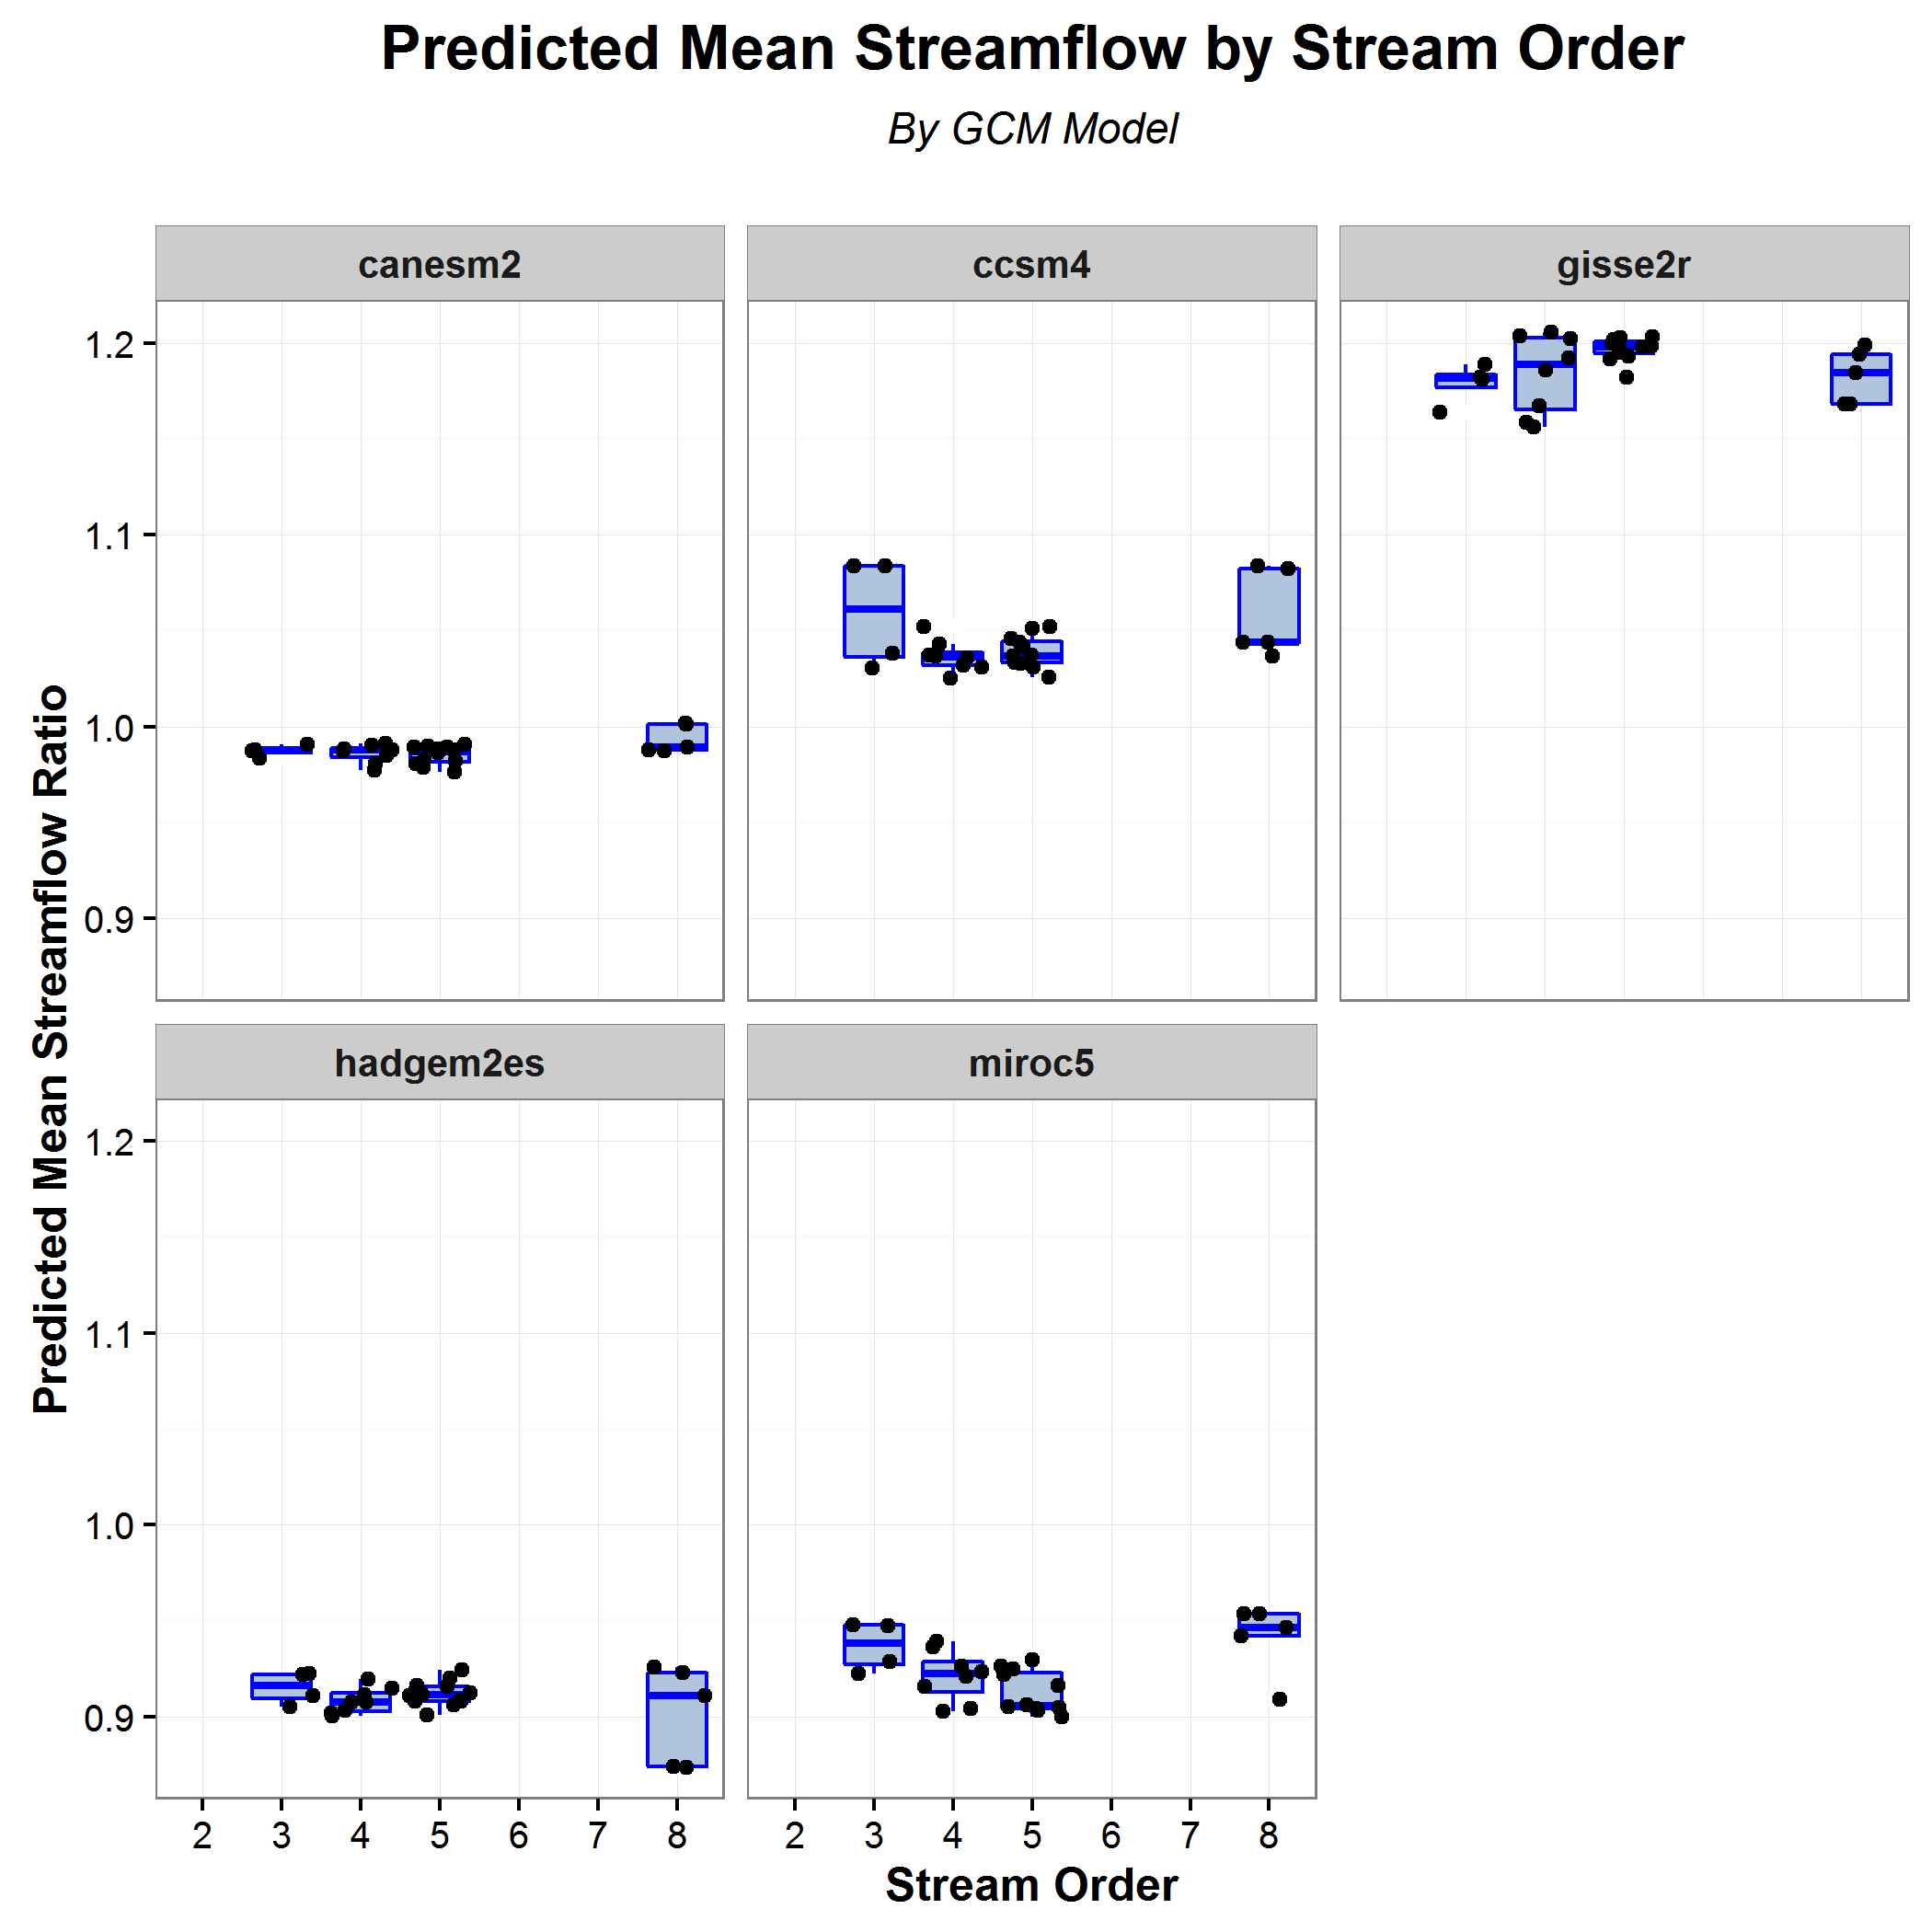 Predicted Mean Streamflow by Stream Order
By GCM Model
canesm2
ccsm4
gisse2r
1.2
1.1
1.0
0.9
hadgem2es
miroc5
1.2
1.1
1.0
0.9
2 3 4 5 6 7 8
2 3 4 5 6 7 8
Stream Order
Predicted Mean Streamflow Ratio